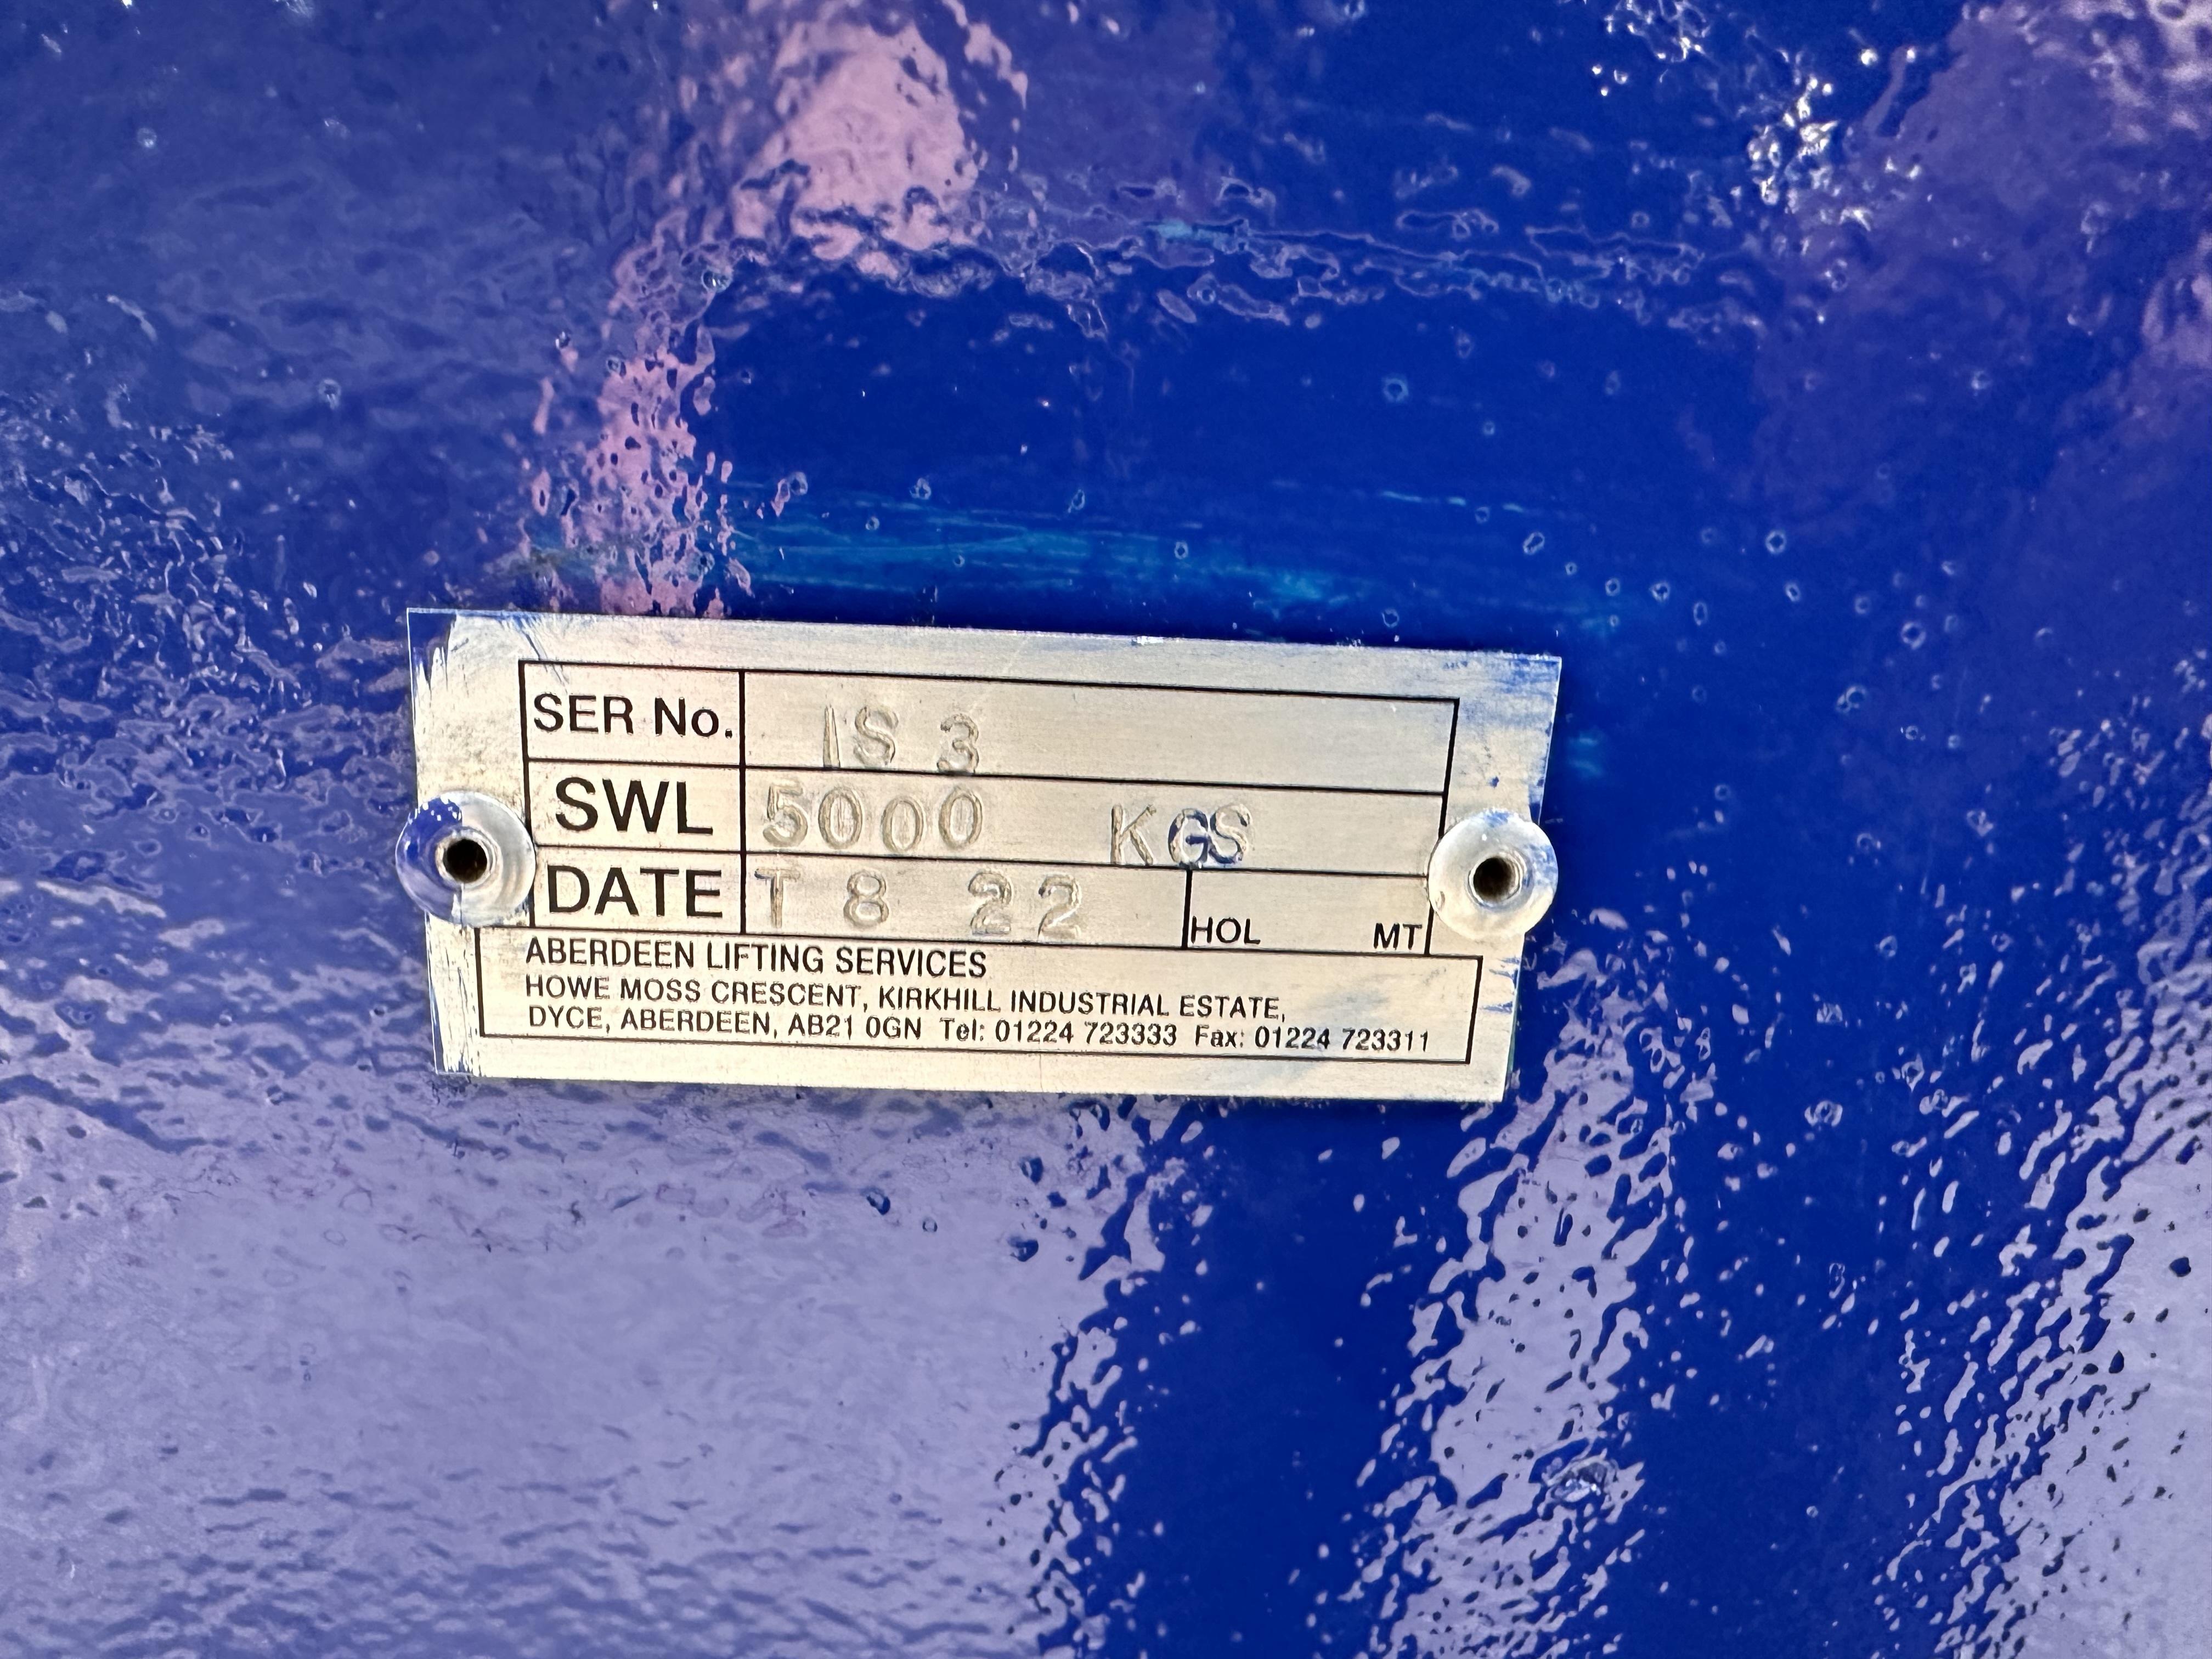 SER No. IS 3
SWL 5000 KGS
DATE T 8 22 HOL MT
ABERDEEN LIFTING SERVICES
HOWE MOSS CRESCENT, KIRKHILL INDUSTRIAL ESTATE,
DYCE, ABERDEEN, AB21 0GN Tel: 01224 723333 Fax: 01224 723311